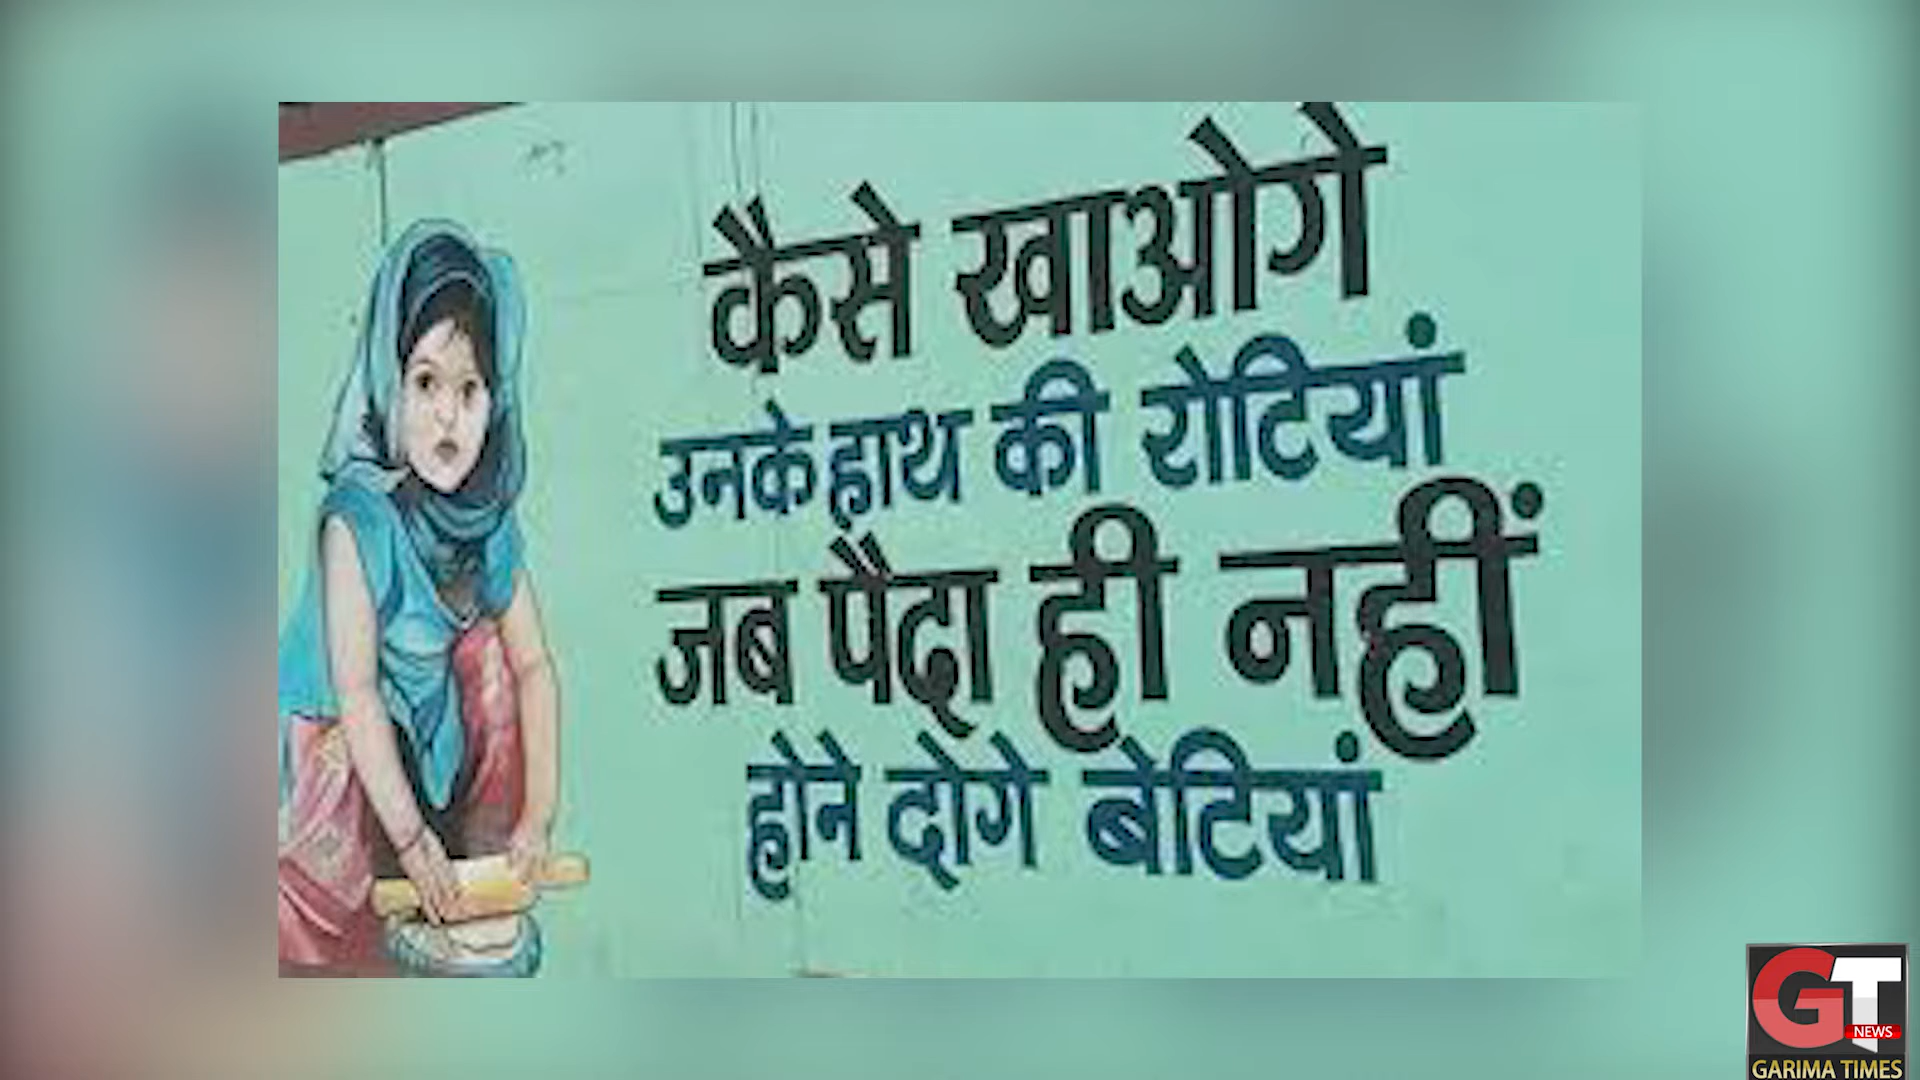 कैसे खाओगे
उनके हाथ की रोटियां
जब पैदा ही नहीं
होने दोगे बेटियां
GT
NEWS
GARIMA TIMES